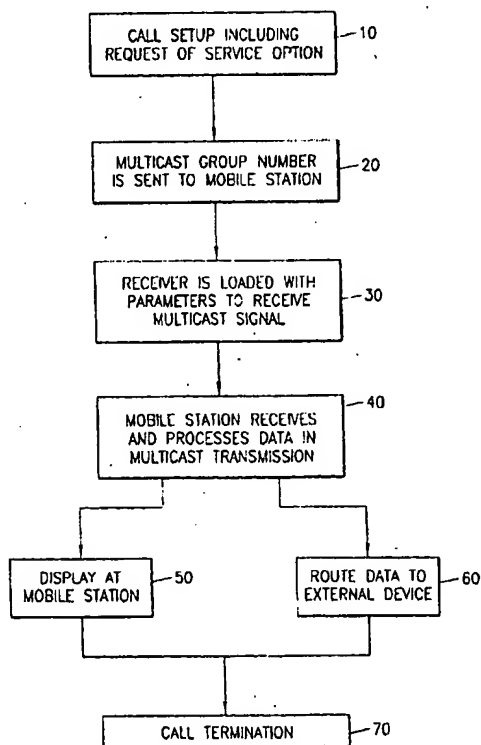 CALL SETUP INCLUDING
REQUEST OF SERVICE OPTION
10
MULTICAST GROUP NUMBER
IS SENT TO MOBILE STATION
20
RECEIVER IS LOADED WITH
PARAMETERS TO RECEIVE
MULTICAST SIGNAL
30
40
MOBILE STATION RECEIVES
AND PROCESSES DATA IN
MULTICAST TRANSMISSION
DISPLAY AT
MOBILE STATION
50
ROUTE DATA TO
EXTERNAL DEVICE
60
CALL TERMINATION
70